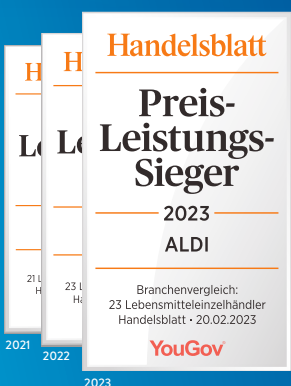 Handelsblatt
Preis-
Leistungs-
Sieger
2023
ALDI
Branchenvergleich:
23 Lebensmitteleinzelhändler
Handelsblatt • 20.02.2023
YouGov®
2021
2022
2023